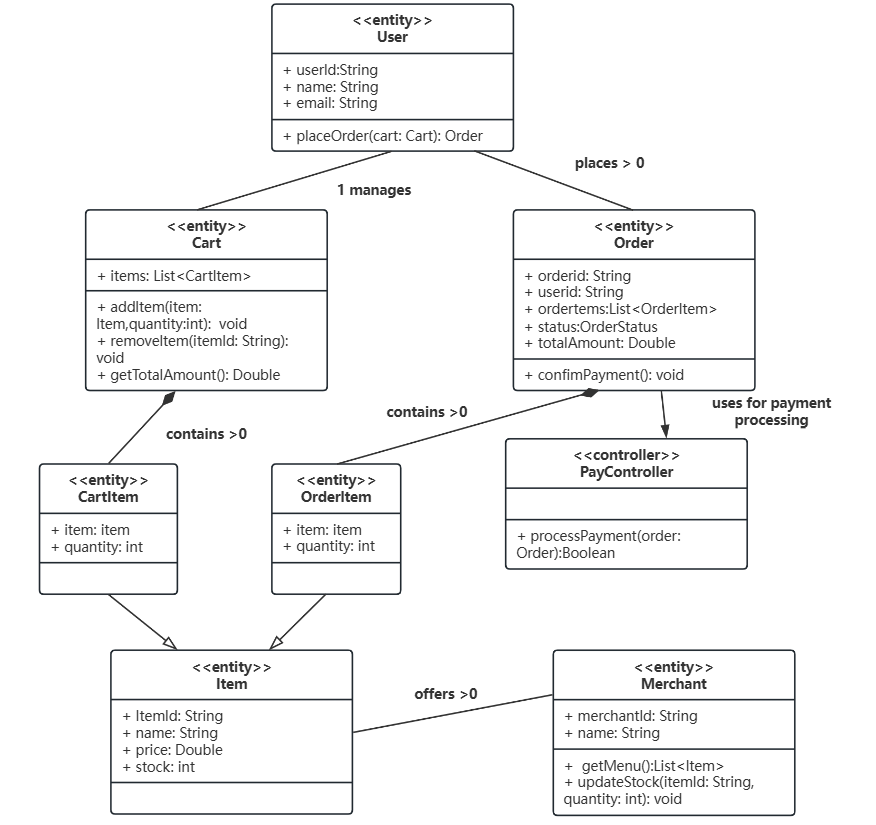 <<entity>>
User
+ userId:String
+ name: String
+ email: String
+ placeOrder(cart: Cart): Order
1 manages
places > 0
<<entity>>
Cart
+ items: List<CartItem>
+ addItem(item:
Item,quantity:int):  void
+ removeItem(itemId: String):
void
+ getTotalAmount(): Double
<<entity>>
Order
+ orderid: String
+ userid: String
+ ordertems:List<OrderItem>
+ status:OrderStatus
+ totalAmount: Double
+ confimPayment(): void
contains >0
contains >0
uses for payment
processing
<<entity>>
CartItem
+ item: item
+ quantity: int
<<entity>>
OrderItem
+ item: item
+ quantity: int
<<controller>>
PayController
+ processPayment(order:
Order):Boolean
<<entity>>
Item
+ ItemId: String
+ name: String
+ price: Double
+ stock: int
offers >0
<<entity>>
Merchant
+ merchantId: String
+ name: String
+  getMenu():List<Item>
+ updateStock(itemId: String,
quantity: int): void